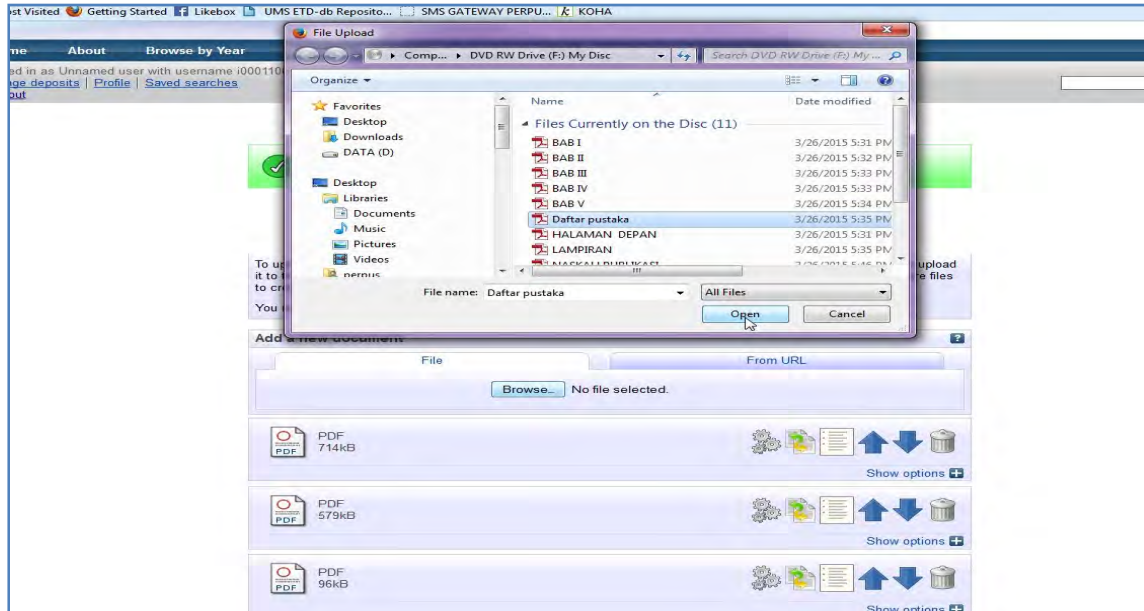 ost Visited Getting Started Likebox UMS ETD-db Reposito... SMS GATEWAY PERPU... KOHA
File Upload
me About Browse by Year
Comp... DVD RW Drive (F:) My Disc
Search DVD RW Drive (F:) My ...
ed in as Unnamed user with username i000110
age deposits | Profile | Saved searches
out
Organize
Favorites
Desktop
Downloads
DATA (D)
Desktop
Libraries
Documents
Music
Pictures
Videos
perpus
Name Date modified
Files Currently on the Disc (11)
BAB I 3/26/2015 5:31 PM
BAB II 3/26/2015 5:32 PM
BAB III 3/26/2015 5:33 PM
BAB IV 3/26/2015 5:33 PM
BAB V 3/26/2015 5:34 PM
Daftar pustaka 3/26/2015 5:35 PM
HALAMAN DEPAN 3/26/2015 5:31 PM
LAMPIRAN 3/26/2015 5:35 PM
NASKAH PUBLIKASI
File name: Daftar pustaka All Files
Open Cancel
To up upload
it to t e files
to cre
You
Add a new document
File From URL
Browse... No file selected.
PDF
714kB
Show options
PDF
579kB
Show options
PDF
96kB
Show options